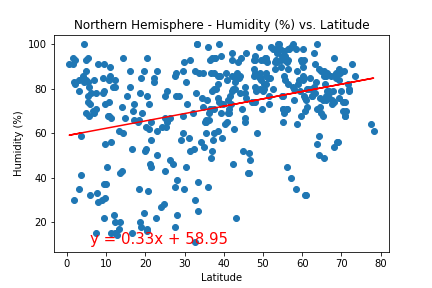 Northern Hemisphere - Humidity (%) vs. Latitude
100
80
60
40
20
Humidity (%)
y = 0.33x + 58.95
0 10 20 30 40 50 60 70 80
Latitude